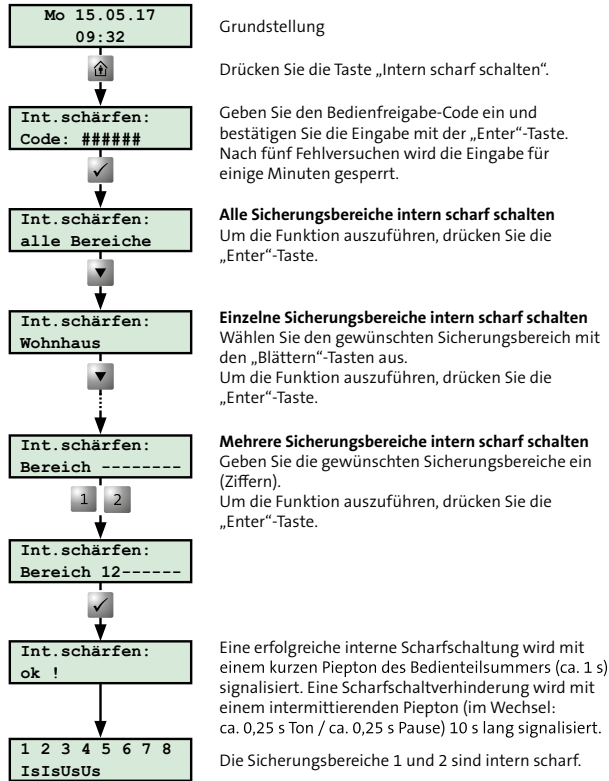 Mo 15.05.17
09:32
Grundstellung
Drücken Sie die Taste „Intern scharf schalten“.
Int.schärfen:
Code: ######
Geben Sie den Bedienfreigabe-Code ein und
bestätigen Sie die Eingabe mit der „Enter“-Taste.
Nach fünf Fehlversuchen wird die Eingabe für
einige Minuten gesperrt.
Int.schärfen:
alle Bereiche
Alle Sicherungsbereiche intern scharf schalten
Um die Funktion auszuführen, drücken Sie die
„Enter“-Taste.
Int.schärfen:
Wohnhaus
Einzelne Sicherungsbereiche intern scharf schalten
Wählen Sie den gewünschten Sicherungsbereich mit
den „Blättern“-Tasten aus.
Um die Funktion auszuführen, drücken Sie die
„Enter“-Taste.
Int.schärfen:
Bereich --------
Mehrere Sicherungsbereiche intern scharf schalten
Geben Sie die gewünschten Sicherungsbereiche ein
(Ziffern).
Um die Funktion auszuführen, drücken Sie die
„Enter“-Taste.
1 2
Int.schärfen:
Bereich 12------
Int.schärfen:
ok !
Eine erfolgreiche interne Scharfschaltung wird mit
einem kurzen Piepton des Bedienteilsummers (ca. 1 s)
signalisiert. Eine Scharfschaltverhinderung wird mit
einem intermittierenden Piepton (im Wechsel:
ca. 0,25 s Ton / ca. 0,25 s Pause) 10 s lang signalisiert.
1 2 3 4 5 6 7 8
IsIsUsUs
Die Sicherungsbereiche 1 und 2 sind intern scharf.